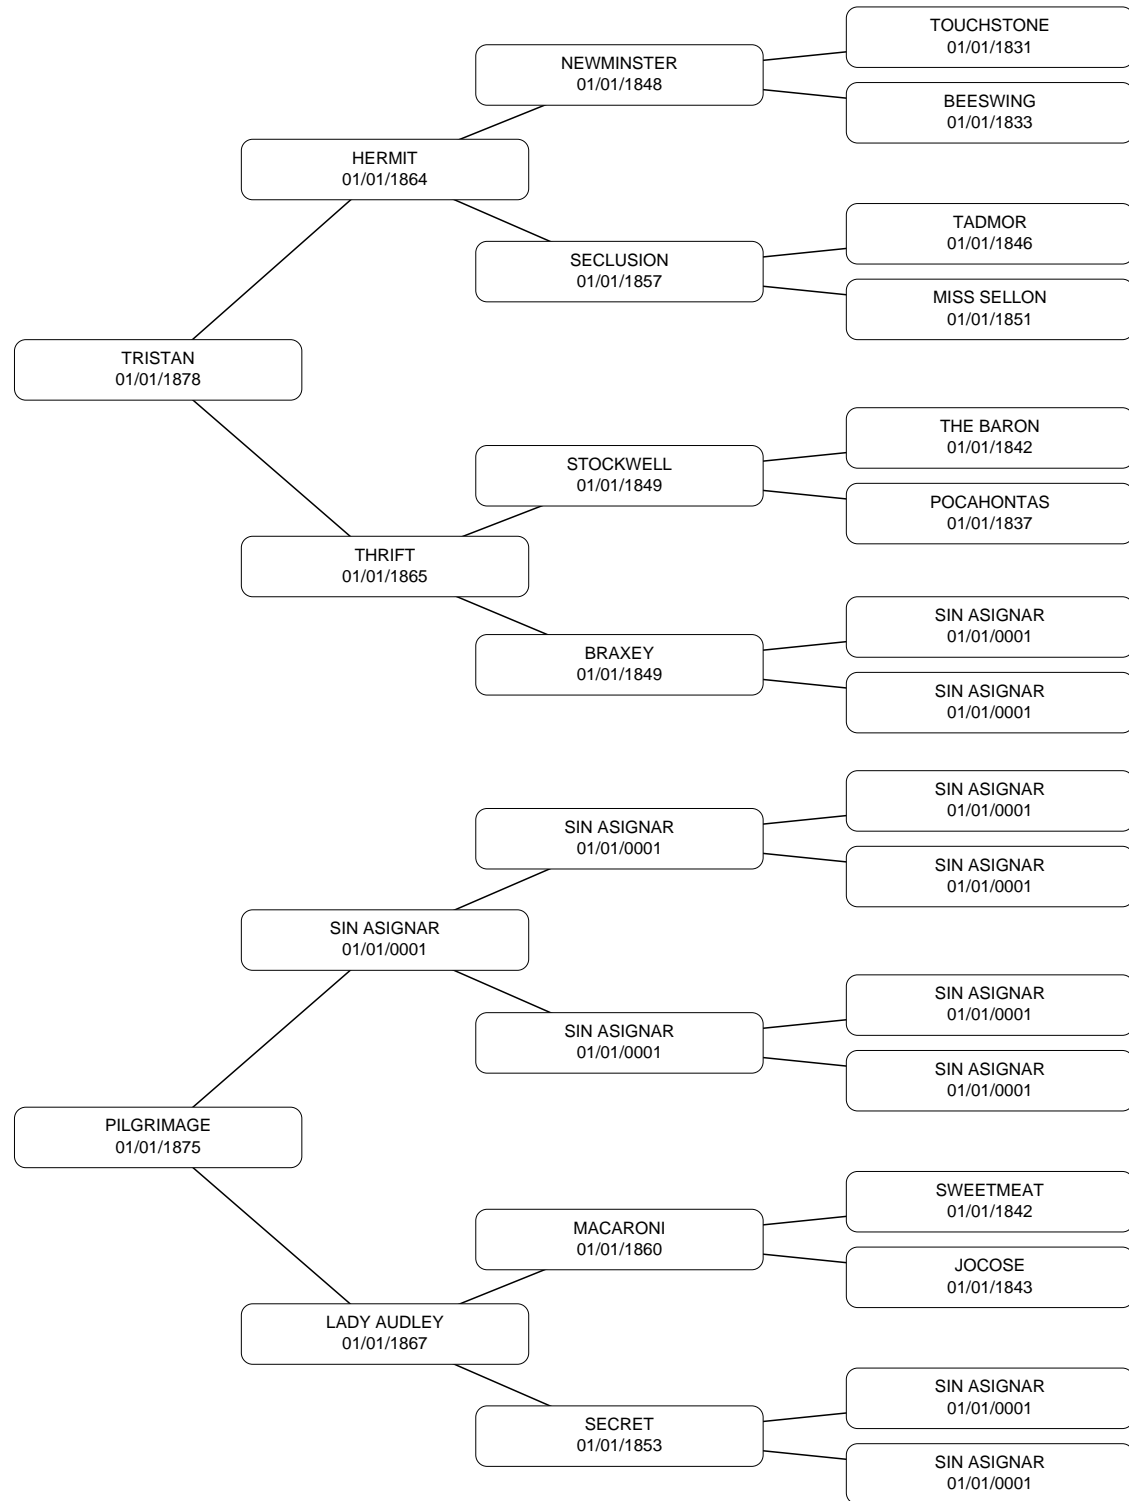 TOUCHSTONE
01/01/1831
NEWMINSTER
01/01/1848
BEESWING
01/01/1833
HERMIT
01/01/1864
TADMOR
01/01/1846
SECLUSION
01/01/1857
MISS SELLON
01/01/1851
TRISTAN
01/01/1878
THE BARON
01/01/1842
STOCKWELL
01/01/1849
POCAHONTAS
01/01/1837
THRIFT
01/01/1865
SIN ASIGNAR
01/01/0001
BRAXEY
01/01/1849
SIN ASIGNAR
01/01/0001
SIN ASIGNAR
01/01/0001
SIN ASIGNAR
01/01/0001
SIN ASIGNAR
01/01/0001
SIN ASIGNAR
01/01/0001
SIN ASIGNAR
01/01/0001
SIN ASIGNAR
01/01/0001
SIN ASIGNAR
01/01/0001
PILGRIMAGE
01/01/1875
SWEETMEAT
01/01/1842
MACARONI
01/01/1860
JOCOSE
01/01/1843
LADY AUDLEY
01/01/1867
SIN ASIGNAR
01/01/0001
SECRET
01/01/1853
SIN ASIGNAR
01/01/0001